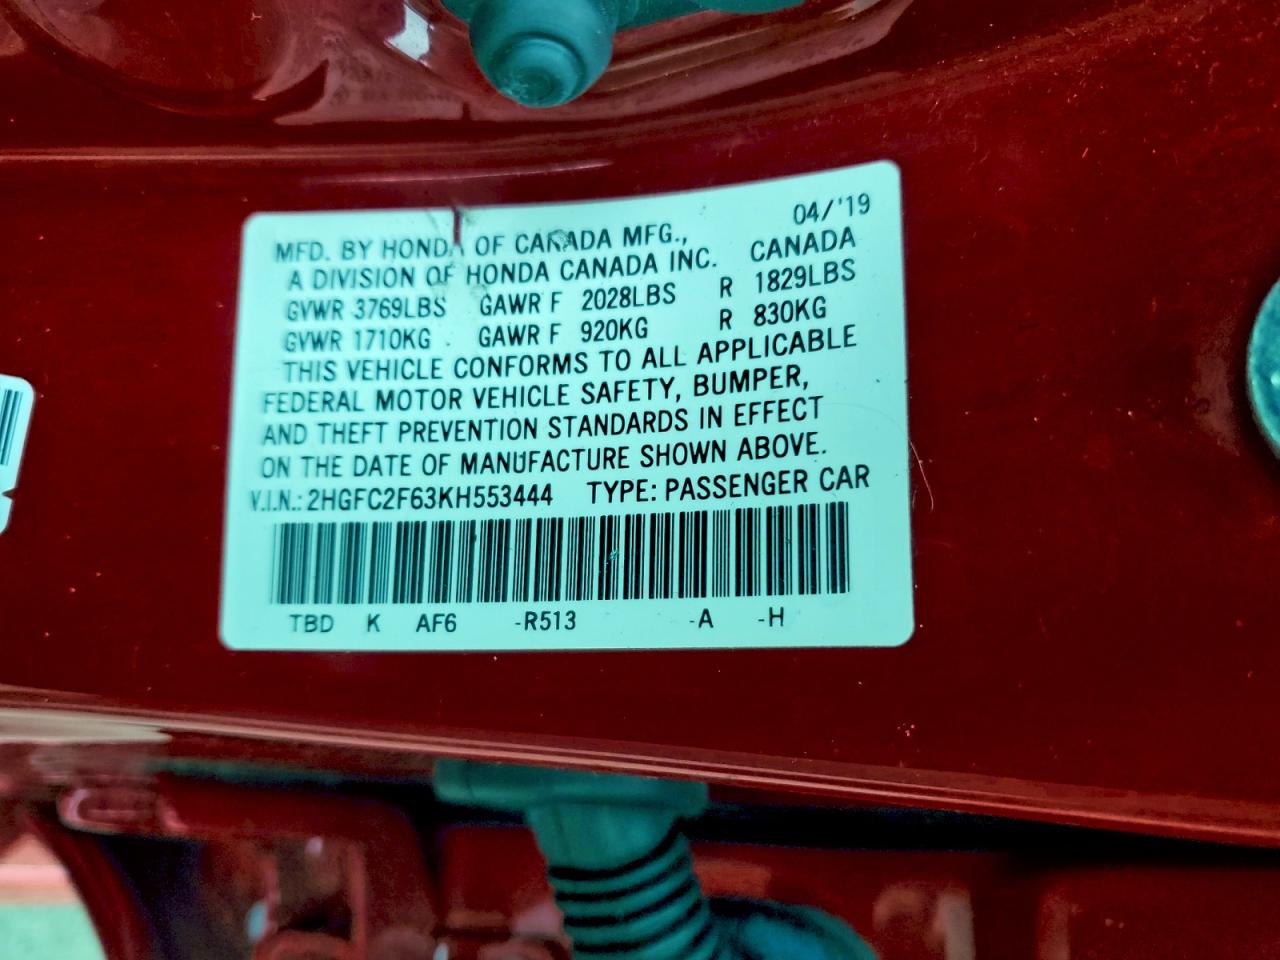 04/'19
MFD. BY HONDA OF CANADA MFG.,
A DIVISION OF HONDA CANADA INC. CANADA
GVWR 3769LBS GAWR F 2028LBS R 1829LBS
GVWR 1710KG GAWR F 920KG R 830KG
THIS VEHICLE CONFORMS TO ALL APPLICABLE
FEDERAL MOTOR VEHICLE SAFETY, BUMPER,
AND THEFT PREVENTION STANDARDS IN EFFECT
ON THE DATE OF MANUFACTURE SHOWN ABOVE.
V.I.N.: 2HGFC2F63KH553444 TYPE: PASSENGER CAR
TBD K AF6 -R513 -A -H